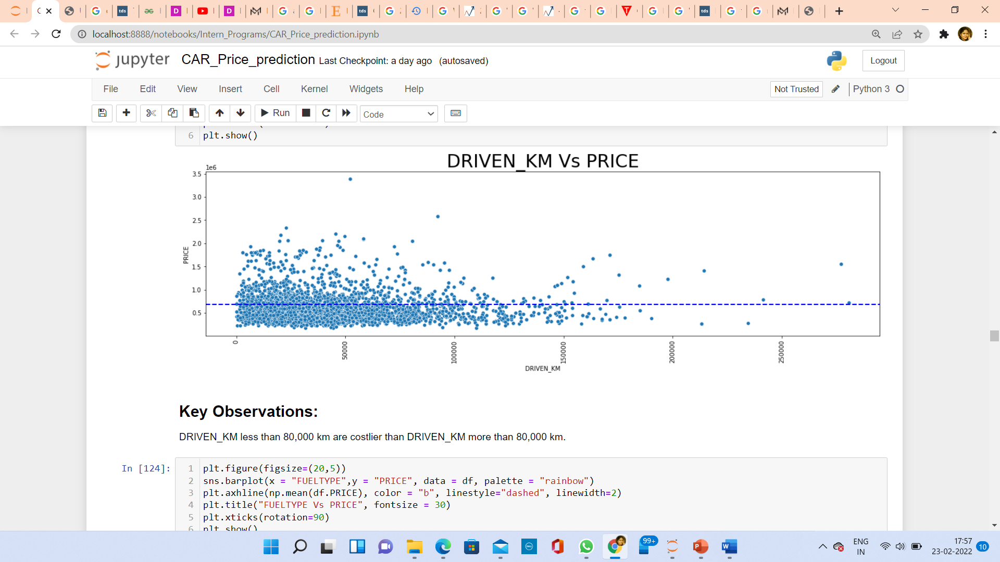 localhost:8888/notebooks/Intern_Programs/CAR_Price_prediction.ipynb
jupyter CAR_Price_prediction Last Checkpoint: a day ago (autosaved)
Logout
File Edit View Insert Cell Kernel Widgets Help
Not Trusted
Python 3
Run
Code
6 plt.show()
DRIVEN_KM Vs PRICE
1e6
3.5
3.0
2.5
2.0
1.5
1.0
0.5
PRICE
0 50000 100000 150000 200000 250000
DRIVEN_KM
Key Observations:
DRIVEN_KM less than 80,000 km are costlier than DRIVEN_KM more than 80,000 km.
In [124]:
1 plt.figure(figsize=(20,5))
2 sns.barplot(x = "FUELTYPE",y = "PRICE", data = df, palette = "rainbow")
3 plt.axhline(np.mean(df.PRICE), color = "b", linestyle="dashed", linewidth=2)
4 plt.title("FUELTYPE Vs PRICE", fontsize = 30)
5 plt.xticks(rotation=90)
6 plt.show()
99+
ENG
IN
17:57
23-02-2022
10